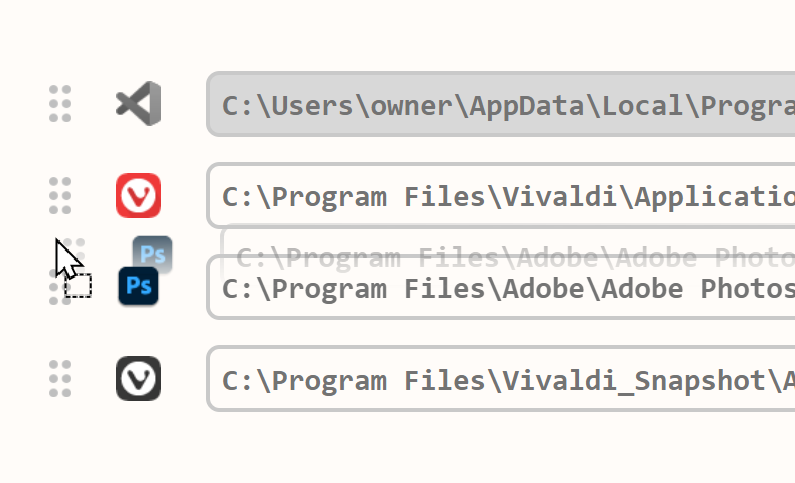 C:\Users\owner\AppData\Local\Progra
C:\Program Files\Vivaldi\Applicatio
Ps C:\Program Files\Adobe\Adobe Photo
Ps C:\Program Files\Adobe\Adobe Photos
C:\Program Files\Vivaldi_Snapshot\A